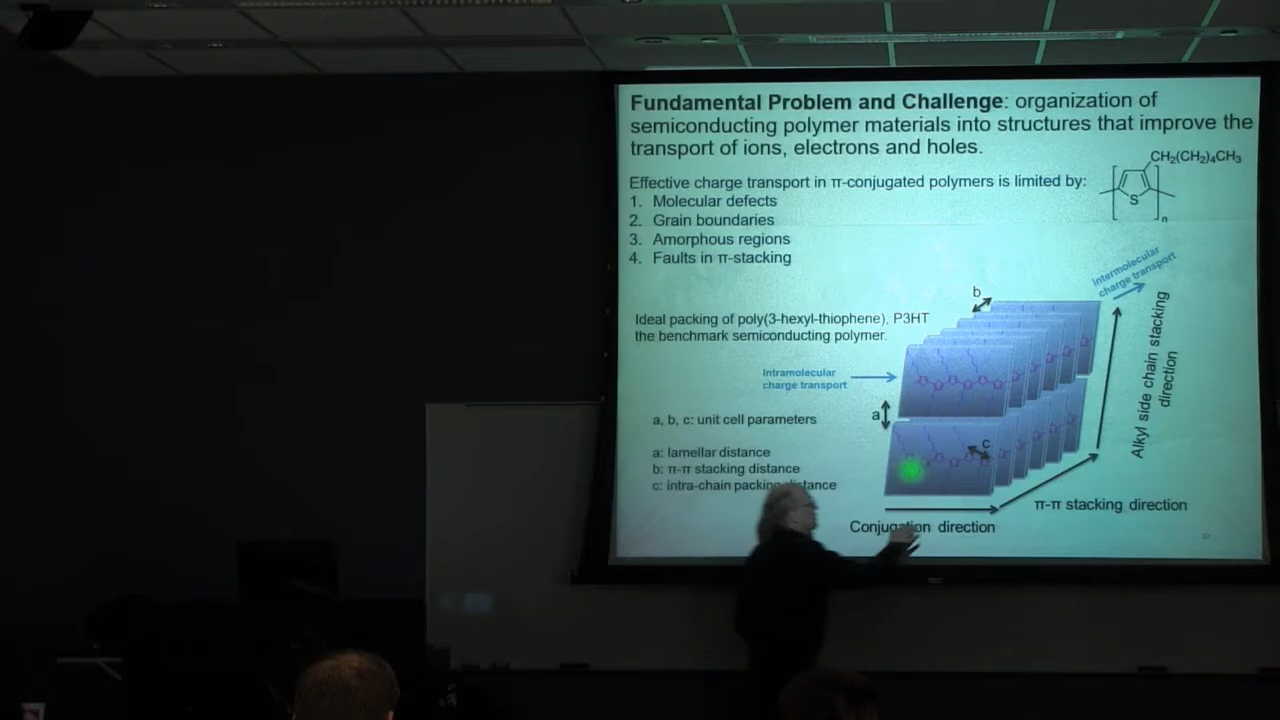 Fundamental Problem and Challenge: organization of
semiconducting polymer materials into structures that improve the
transport of ions, electrons and holes.
CH₂(CH₂)₄CH₃
S
n
Effective charge transport in π-conjugated polymers is limited by:
1. Molecular defects
2. Grain boundaries
3. Amorphous regions
4. Faults in π-stacking
Intermolecular
charge transport
b
Ideal packing of poly(3-hexyl-thiophene), P3HT
the benchmark semiconducting polymer.
Intramolecular
charge transport
Alkyl side chain stacking
direction
a
a, b, c: unit cell parameters
c
a: lamellar distance
b: π-π stacking distance
c: intra-chain packing distance
π-π stacking direction
Conjugation direction